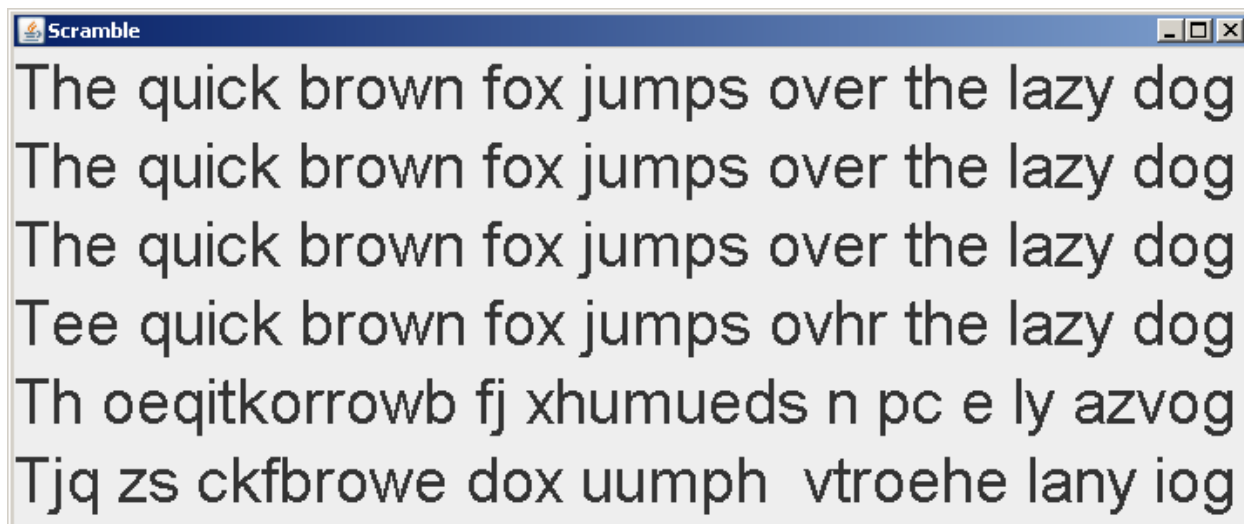 Scramble
The quick brown fox jumps over the lazy dog
The quick brown fox jumps over the lazy dog
The quick brown fox jumps over the lazy dog
Tee quick brown fox jumps ovhr the lazy dog
Th oeqitkorrowb fj xhumueds n pc e ly azvog
Tjq zs ckfbrowe dox uumph  vtroehe lany iog